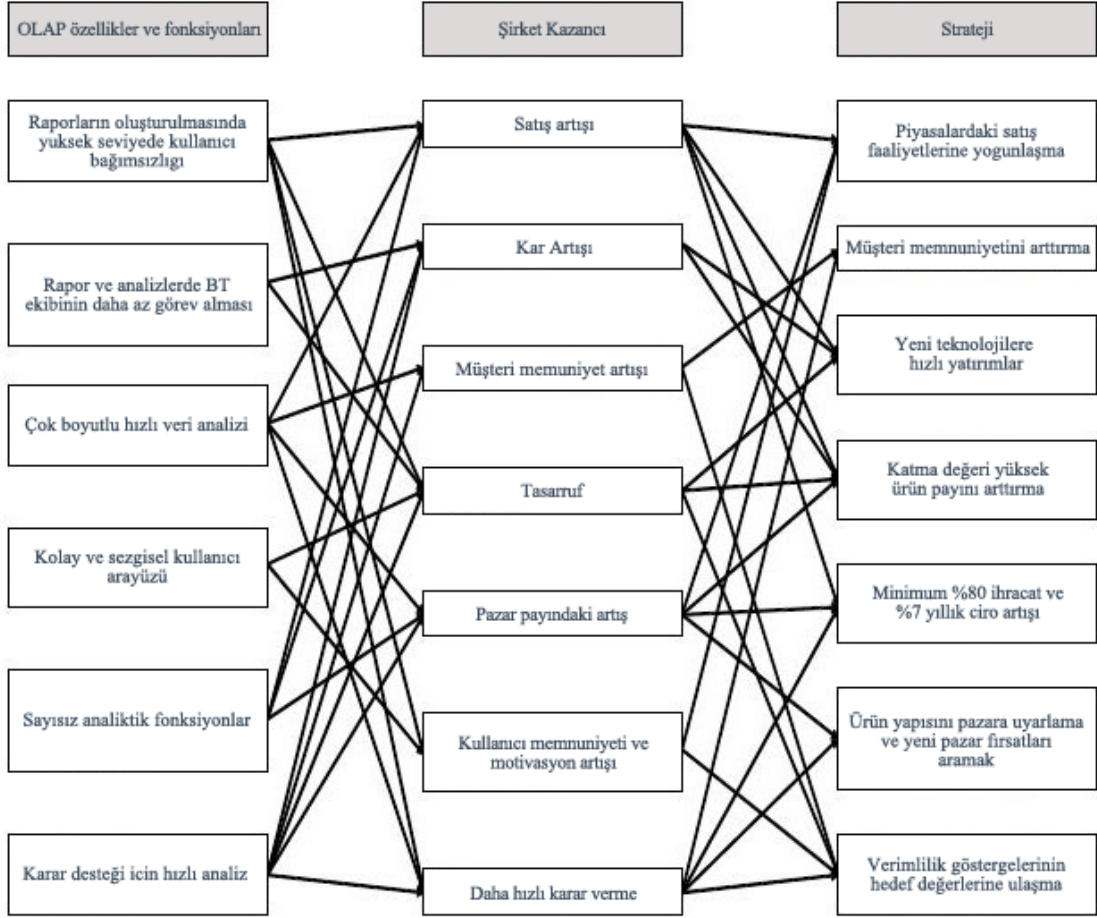 OLAP özellikler ve fonksiyonları
Şirket Kazancı
Strateji
Raporların oluşturulmasında
yuksek seviyede kullanıcı
bağımsızlıgı
Rapor ve analizlerde BT
ekibinin daha az görev alması
Çok boyutlu hızlı veri analizi
Kolay ve sezgisel kullanıcı
arayüzü
Sayısız analiktik fonksiyonlar
Karar desteği icin hızlı analiz
Satış artışı
Kar Artışı
Müşteri memuniyet artışı
Tasarruf
Pazar payındaki artış
Kullanıcı memnuniyeti ve
motivasyon artışı
Daha hızlı karar verme
Piyasalardaki satış
faaliyetlerine yogunlaşma
Müşteri memnuniyetini arttırma
Yeni teknolojilere
hızlı yatırımlar
Katma değeri yüksek
ürün payını arttırma
Minimum %80 ihracat ve
%7 yıllık ciro artışı
Ürün yapısını pazara uyarlama
ve yeni pazar fırsatları
aramak
Verimlilik göstergelerinin
hedef değerlerine ulaşma